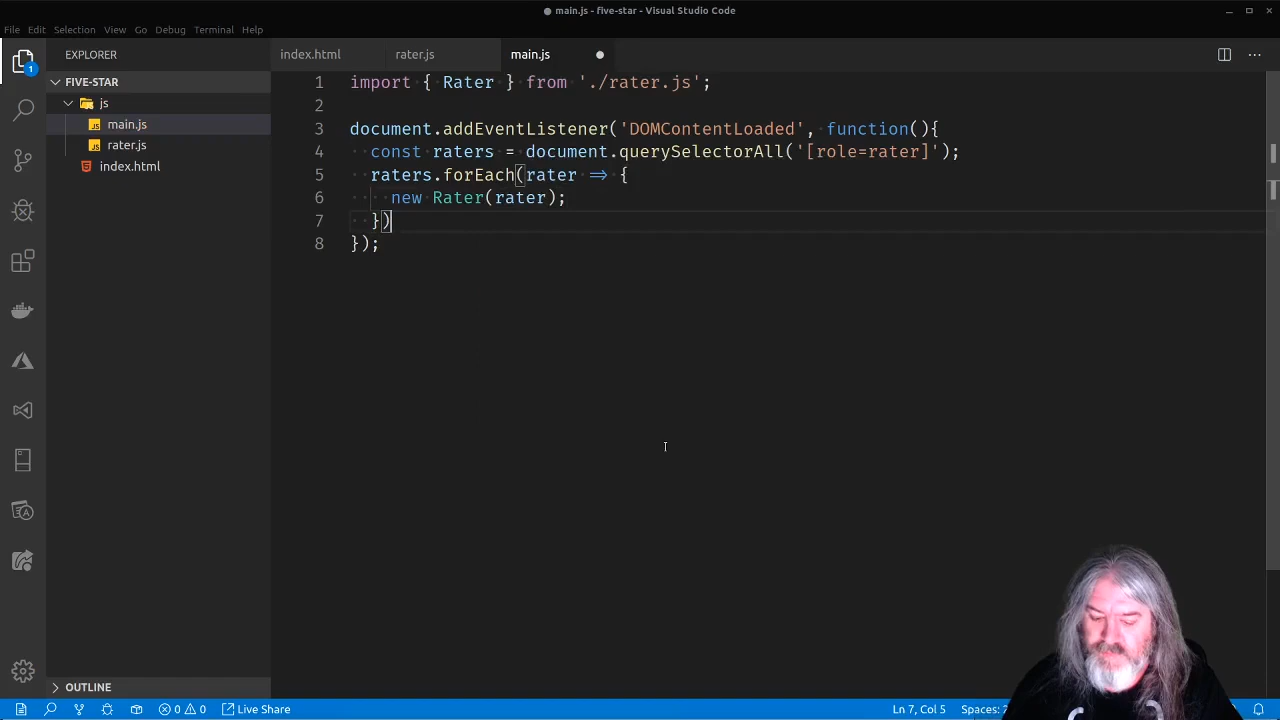 main.js - five-star - Visual Studio Code
File Edit Selection View Go Debug Terminal Help
EXPLORER
index.html rater.js main.js
1
FIVE-STAR
js
main.js
rater.js
index.html
1 import { Rater } from './rater.js';
2
3 document.addEventListener('DOMContentLoaded', function(){
4 const raters = document.querySelectorAll('[role=rater]');
5 raters.forEach(rater => {
6 new Rater(rater);
7 })
8 });
OUTLINE
0 0 Live Share Ln 7, Col 5 Spaces: